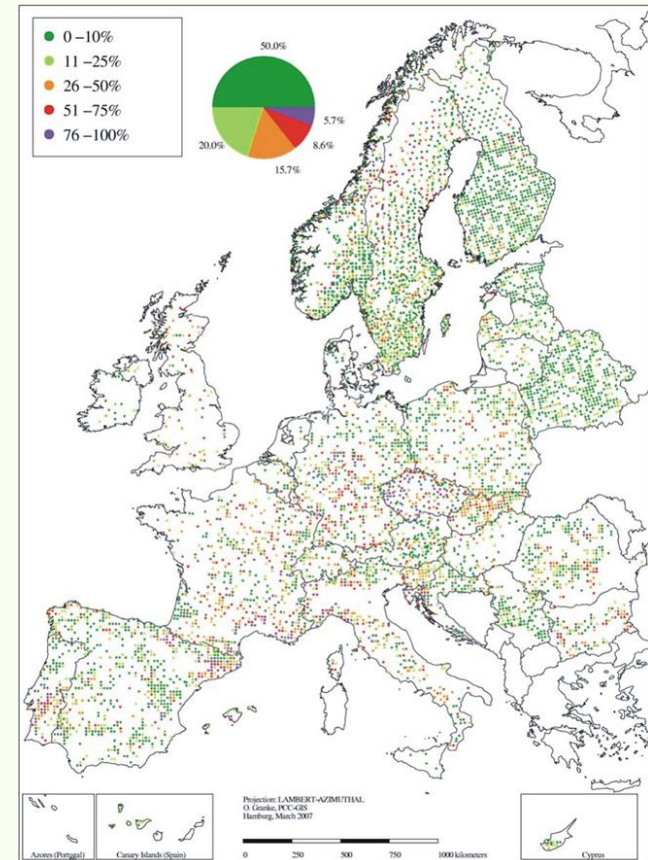 0 –10%
11 –25%
26 –50%
51 –75%
76 –100%
50.0%
5.7%
8.6%
15.7%
20.0%
Projection: LAMBERT-AZIMUTHAL
O. Granke, PCC-GIS
Hamburg, March 2007
0 250 500 750 1000 kilometers
Azores (Portggal)
Canary Islands (Spain)
Cyprus